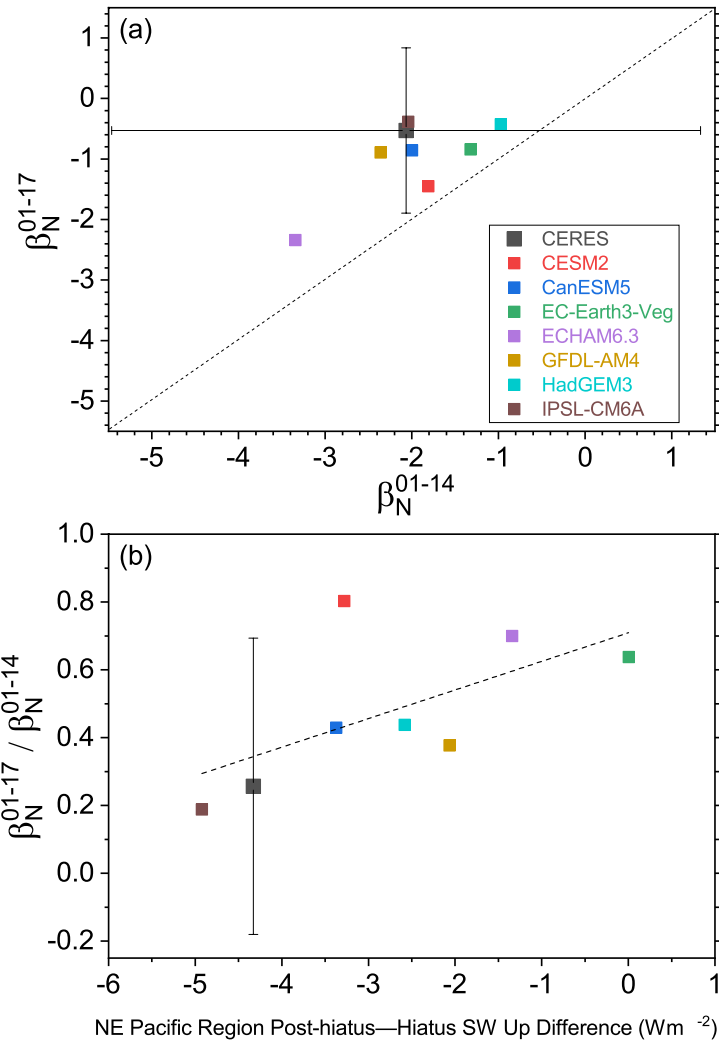 (a)
1
0
-1
-2
-3
-4
-5
β_N^01-17
CERES
CESM2
CanESM5
EC-Earth3-Veg
ECHAM6.3
GFDL-AM4
HadGEM3
IPSL-CM6A
-5 -4 -3 -2 -1 0 1
β_N^01-14
(b)
1.0
0.8
0.6
0.4
0.2
0.0
-0.2
β_N^01-17 / β_N^01-14
-6 -5 -4 -3 -2 -1 0 1
NE Pacific Region Post-hiatus—Hiatus SW Up Difference (Wm -2)